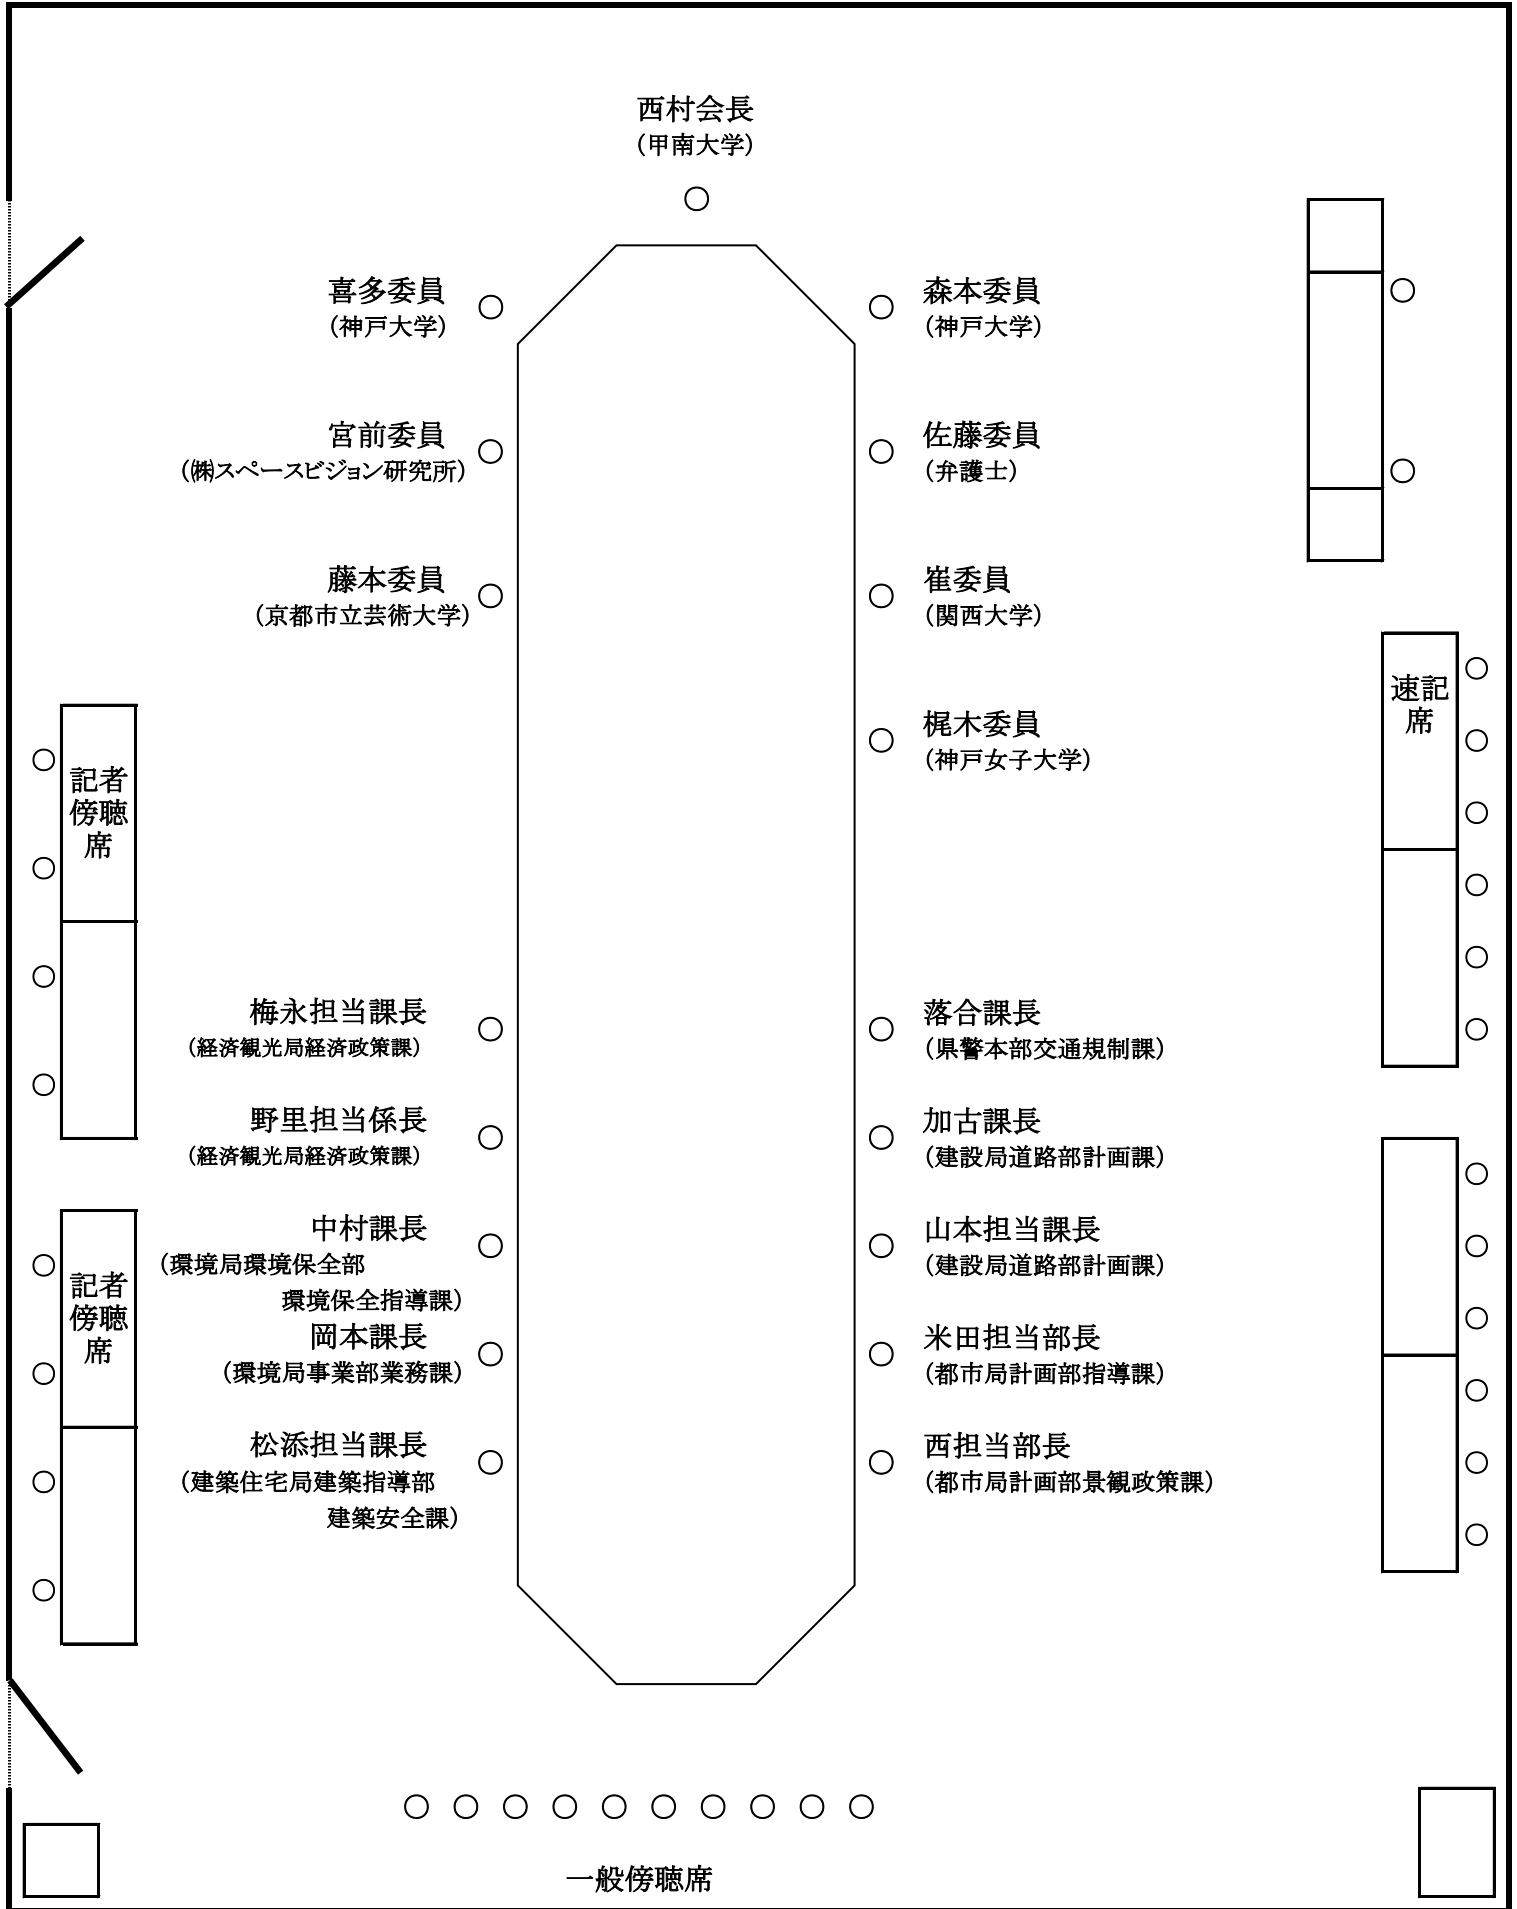 西村会長
（甲南大学）
喜多委員
（神戸大学）
森本委員
（神戸大学）
宮前委員
（㈱スペースビジョン研究所）
佐藤委員
（弁護士）
藤本委員
（京都市立芸術大学）
崔委員
（関西大学）
梶木委員
（神戸女子大学）
速記
席
記者
傍聴
席
梅永担当課長
（経済観光局経済政策課）
落合課長
（県警本部交通規制課）
野里担当係長
（経済観光局経済政策課）
加古課長
（建設局道路部計画課）
中村課長
（環境局環境保全部
環境保全指導課）
山本担当課長
（建設局道路部計画課）
記者
傍聴
席
岡本課長
（環境局事業部業務課）
米田担当部長
（都市局計画部指導課）
松添担当課長
（建築住宅局建築指導部
建築安全課）
西担当部長
（都市局計画部景観政策課）
一般傍聴席